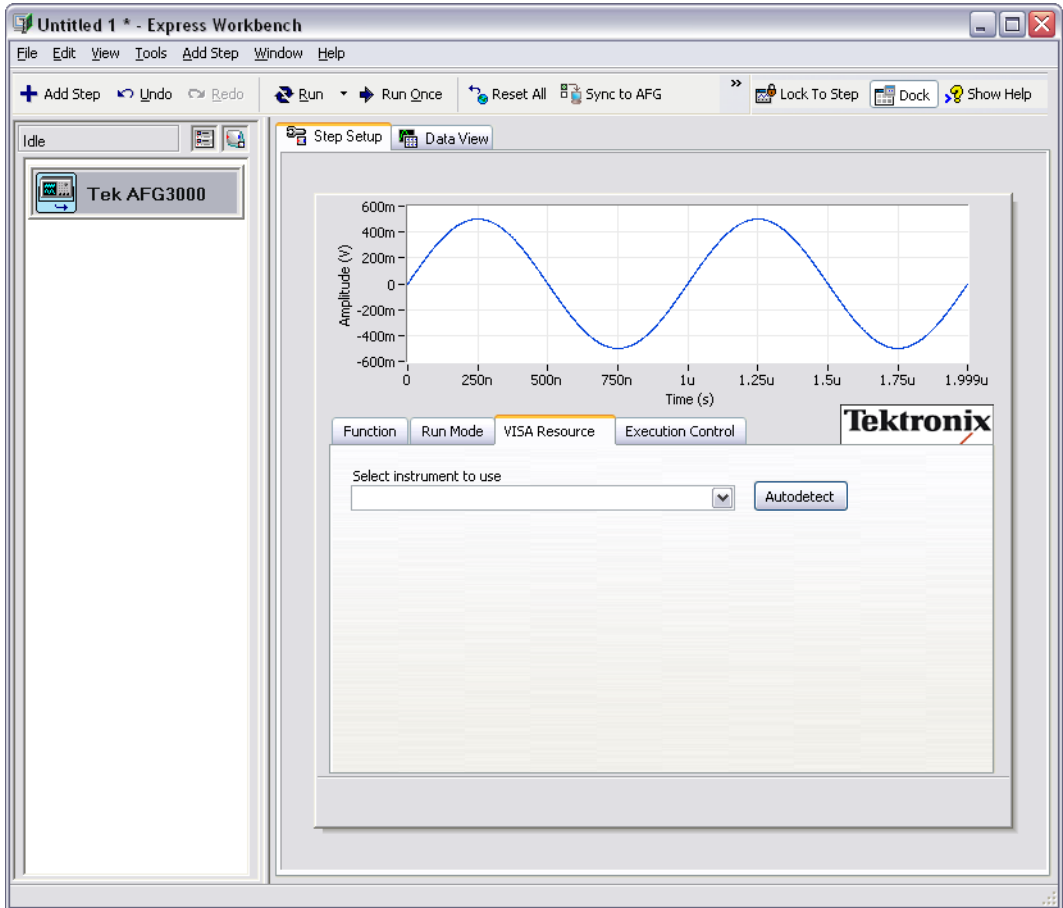 Untitled 1 * - Express Workbench
File Edit View Tools Add Step Window Help
Add Step Undo Redo Run Run Once Reset All Sync to AFG » Lock To Step Dock Show Help
Idle
Tek AFG3000
Step Setup Data View
600m
400m
200m
0
-200m
-400m
-600m
Amplitude (V)
0 250n 500n 750n 1u 1.25u 1.5u 1.75u 1.999u
Time (s)
Tektronix
Function Run Mode VISA Resource Execution Control
Select instrument to use
Autodetect